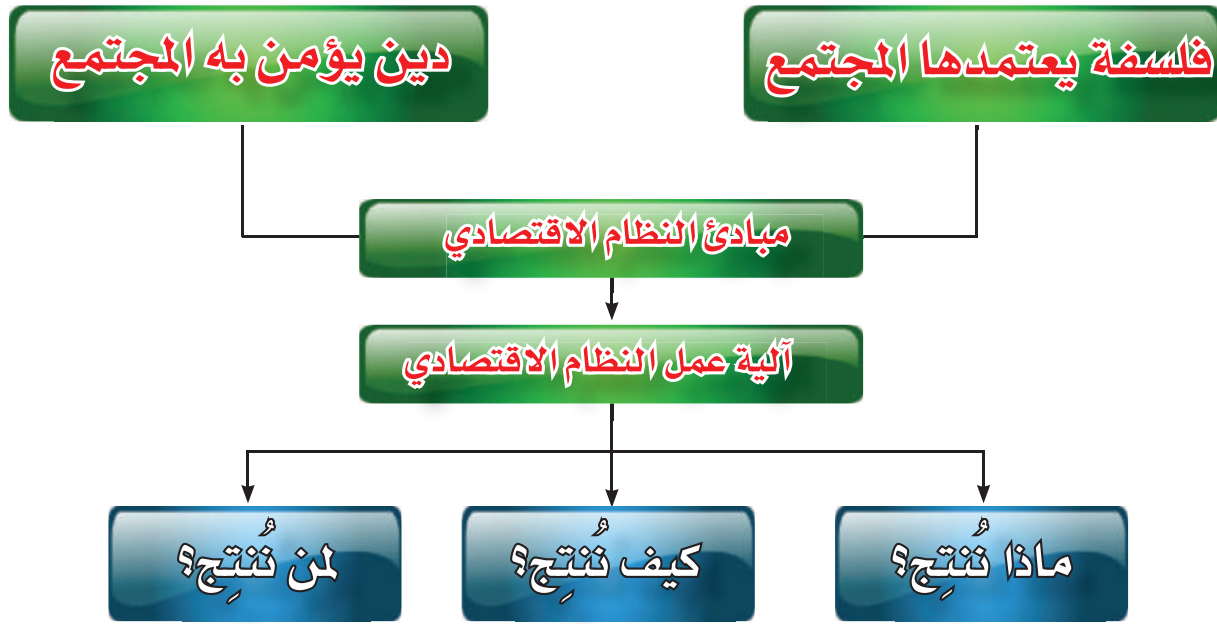 فلسفة يعتمدها المجتمع
دين يؤمن به المجتمع
مبادئ النظام الاقتصادي
آلية عمل النظام الاقتصادي
ماذا نُنتِج؟
كيف نُنتِج؟
لمن نُنتِج؟